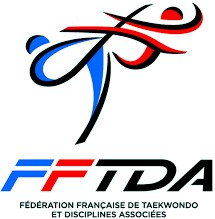 FFTDA
FÉDÉRATION FRANÇAISE DE TAEKWONDO
ET DISCIPLINES ASSOCIÉES